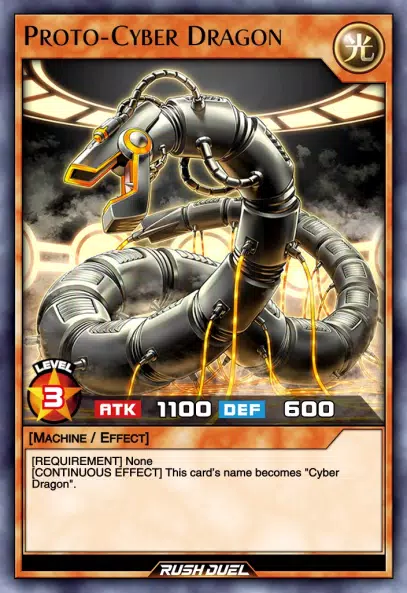 PROTO-CYBER DRAGON
光
LEVEL
3
ATK 1100 DEF 600
[MACHINE / EFFECT]
[REQUIREMENT] None
[CONTINUOUS EFFECT] This card's name becomes "Cyber
Dragon".
RUSH DUEL